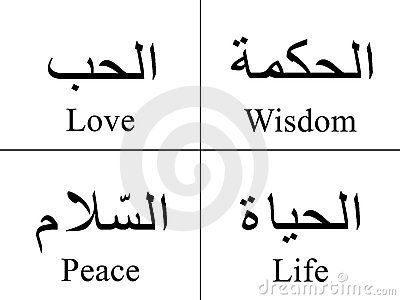 الحب
Love
الحكمة
Wisdom
السّلام
Peace
الحياة
Life
dreamstime.com